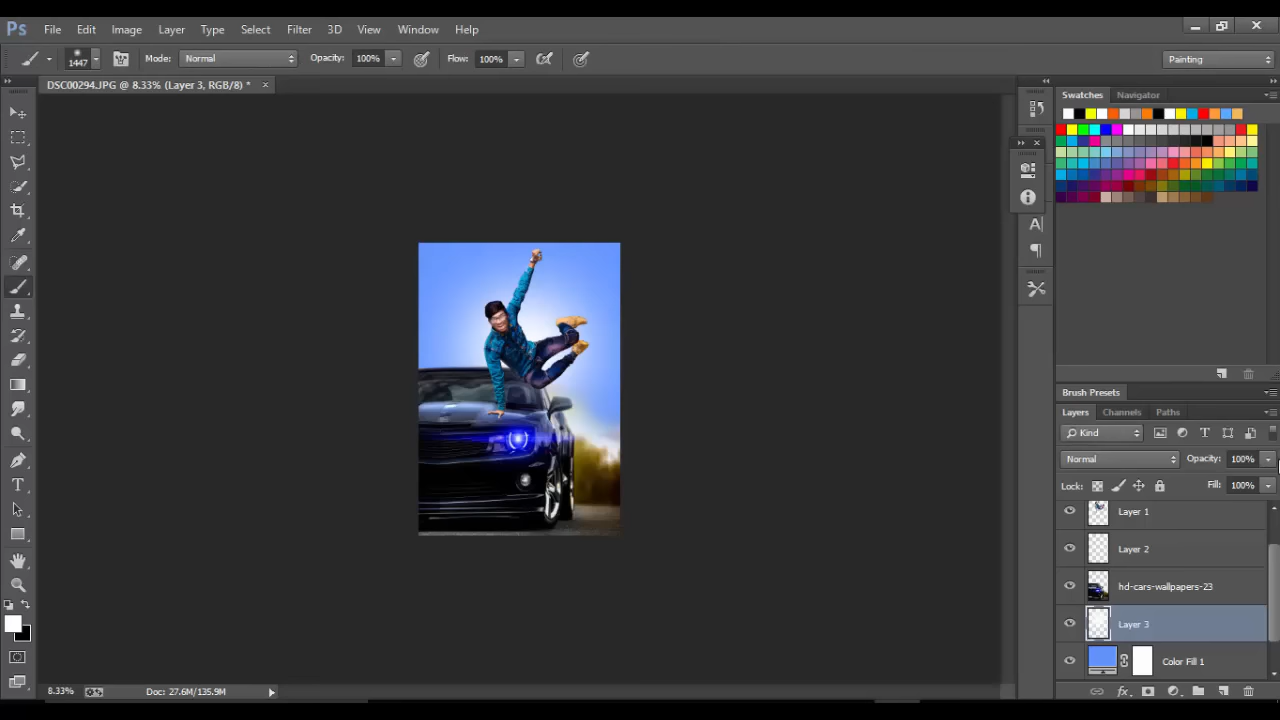 Ps File Edit Image Layer Type Select Filter 3D View Window Help
1447 Mode: Normal Opacity: 100% Flow: 100% Painting
DSC00294.JPG @ 8.33% (Layer 3, RGB/8) *
Swatches Navigator
Brush Presets
Layers Channels Paths
Kind
Normal Opacity: 100%
Lock: Fill: 100%
Layer 1
Layer 2
hd-cars-wallpapers-23
Layer 3
Color Fill 1
8.33% Doc: 27.6M/135.9M